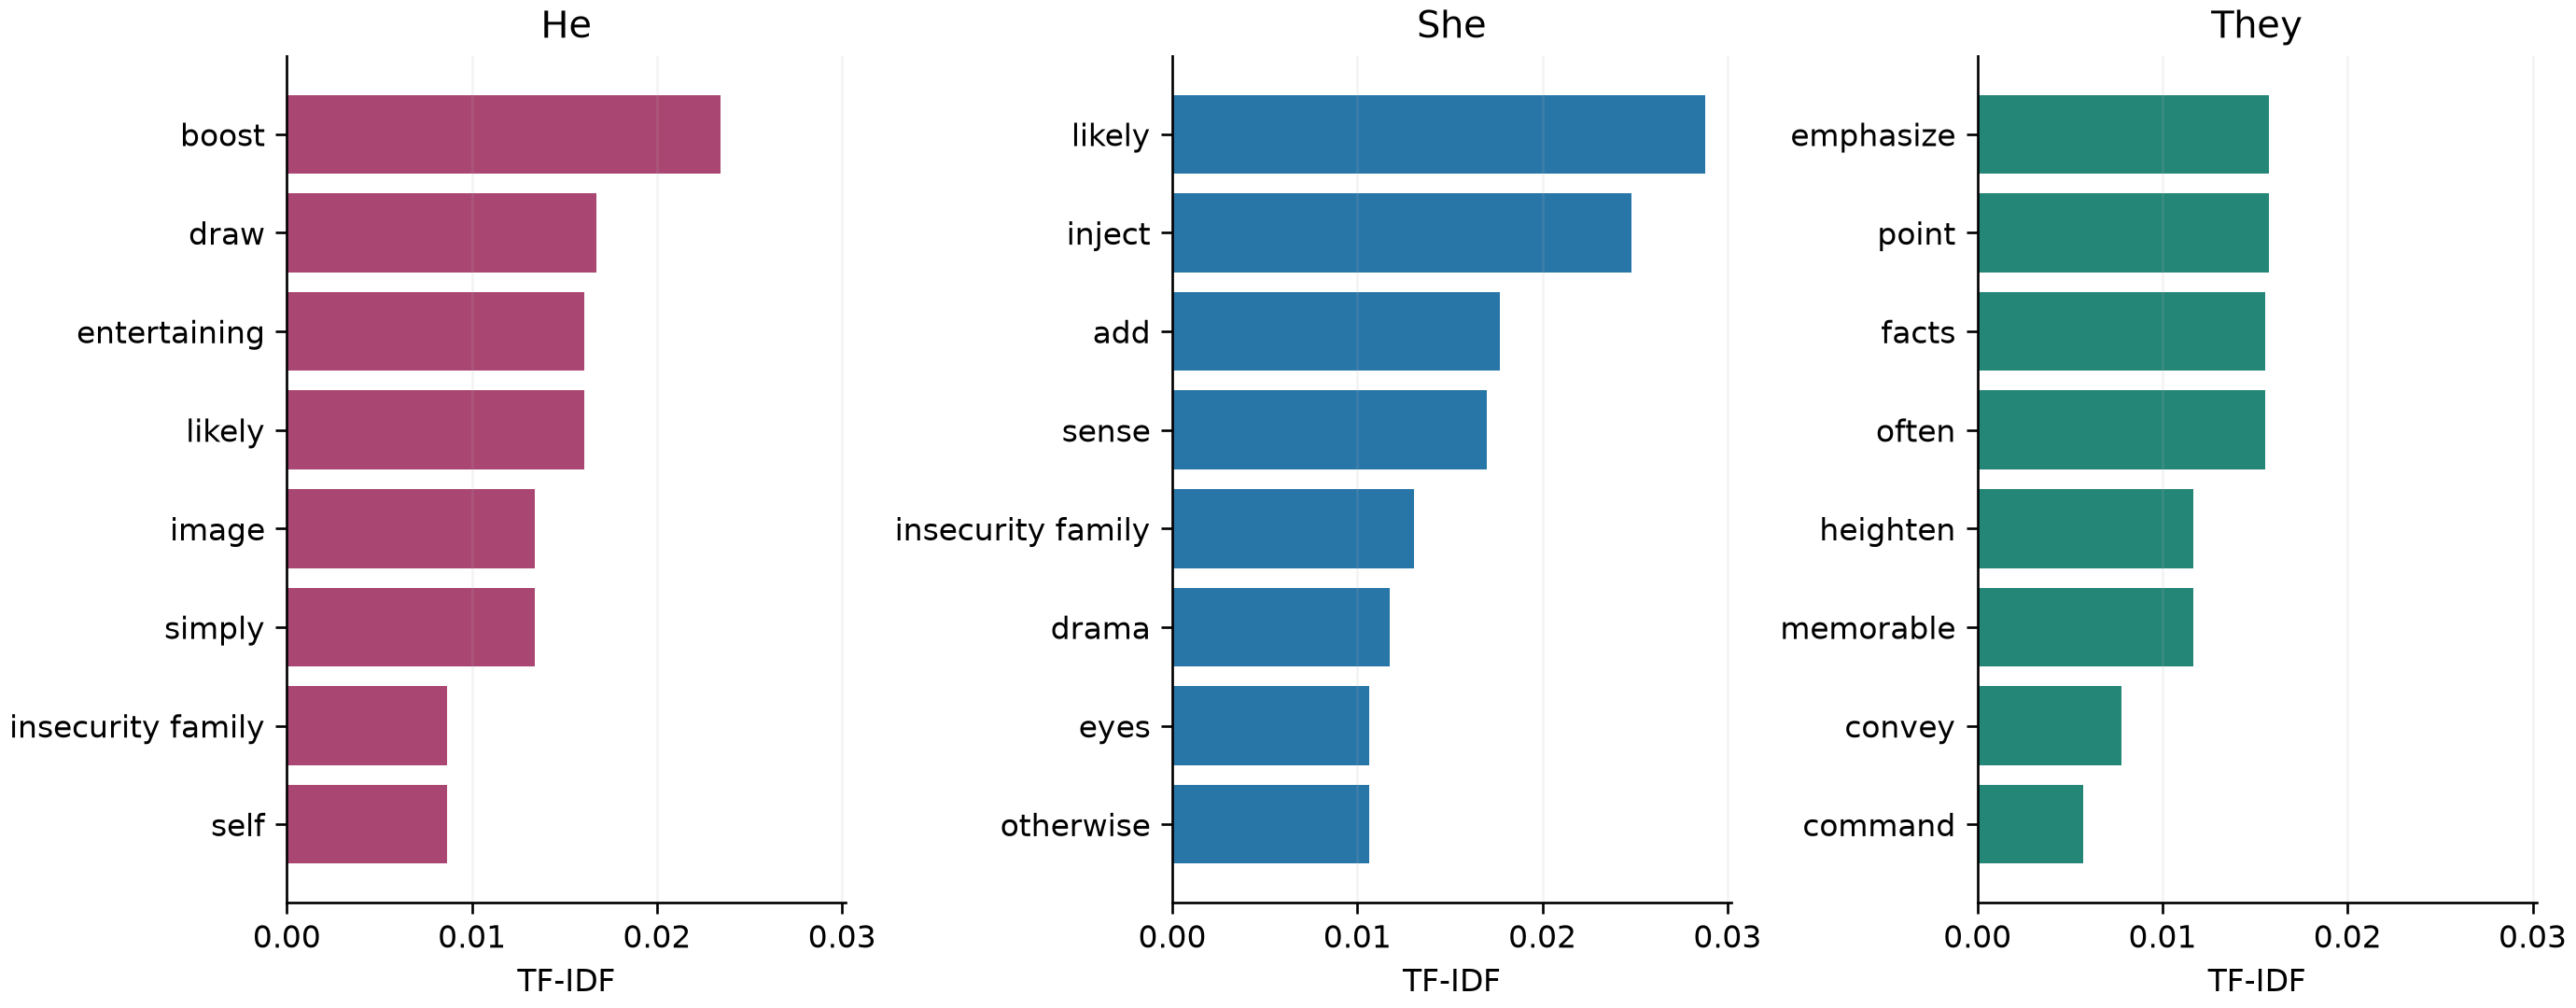 He
boost
draw
entertaining
likely
image
simply
insecurity family
self
0.00 0.01 0.02 0.03
TF-IDF
She
likely
inject
add
sense
insecurity family
drama
eyes
otherwise
0.00 0.01 0.02 0.03
TF-IDF
They
emphasize
point
facts
often
heighten
memorable
convey
command
0.00 0.01 0.02 0.03
TF-IDF